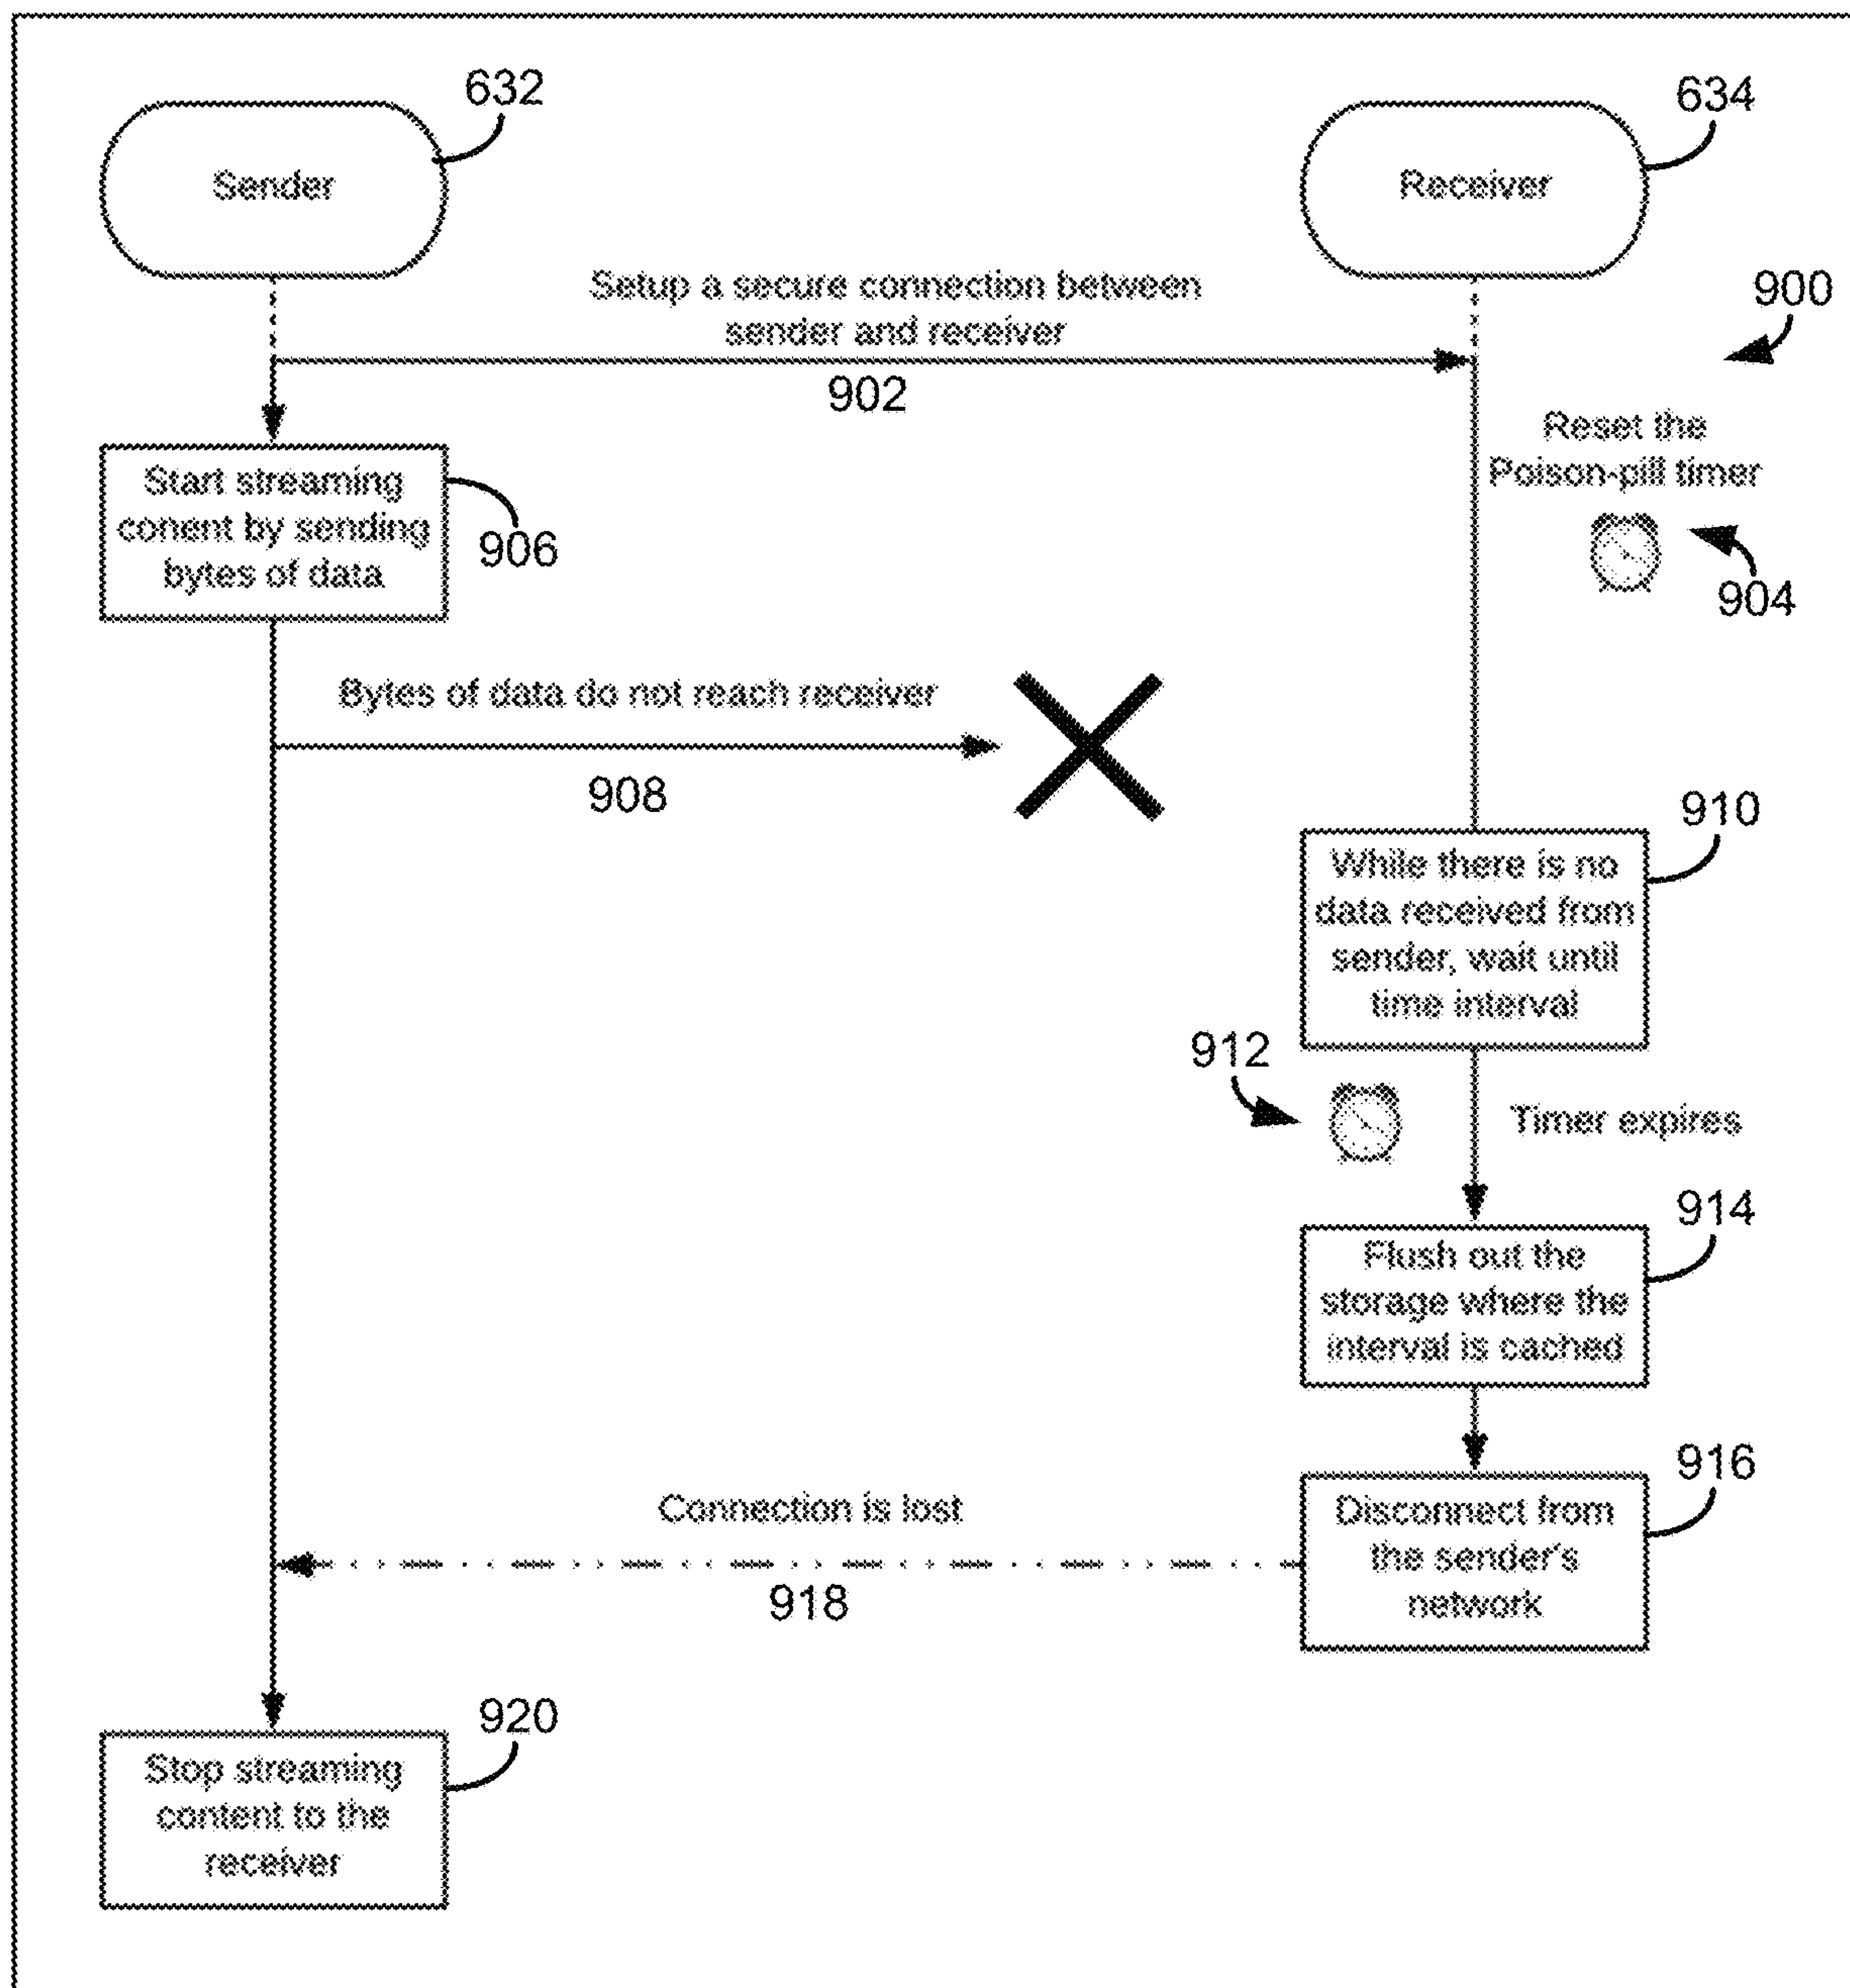 632
634
Sender
Receiver
Setup a secure connection between
sender and receiver
900
902
Reset the
Poison-pill timer
904
Start streaming
conent by sending
bytes of data
906
Bytes of data do not reach receiver
908
910
While there is no
data received from
sender, wait until
time interval
912
Timer expires
914
Flush out the
storage where the
interval is cached
916
Connection is lost
918
Disconnect from
the sender's
network
920
Stop streaming
content to the
receiver